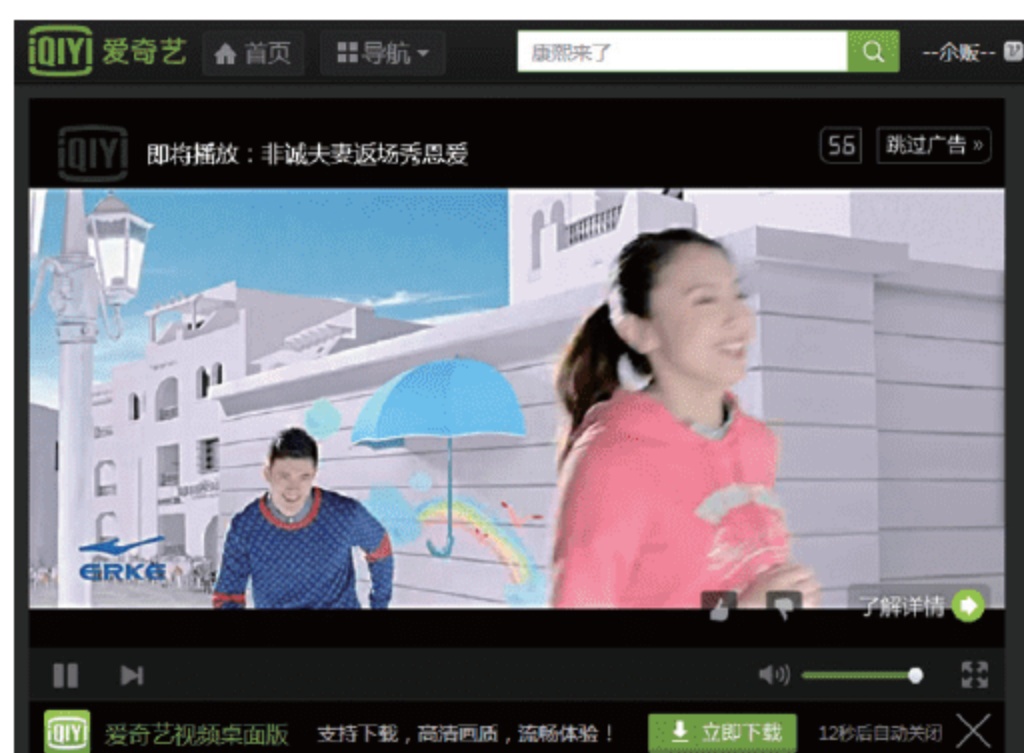 iQIYI 爱奇艺 首页 导航 康熙来了
iQIYI 即将播放：非诚夫妻返场秀恩爱 56 跳过广告 »
ERKE
了解详情
iQIYI 爱奇艺视频桌面版 支持下载，高清画质，流畅体验！ 立即下载 12秒后自动关闭